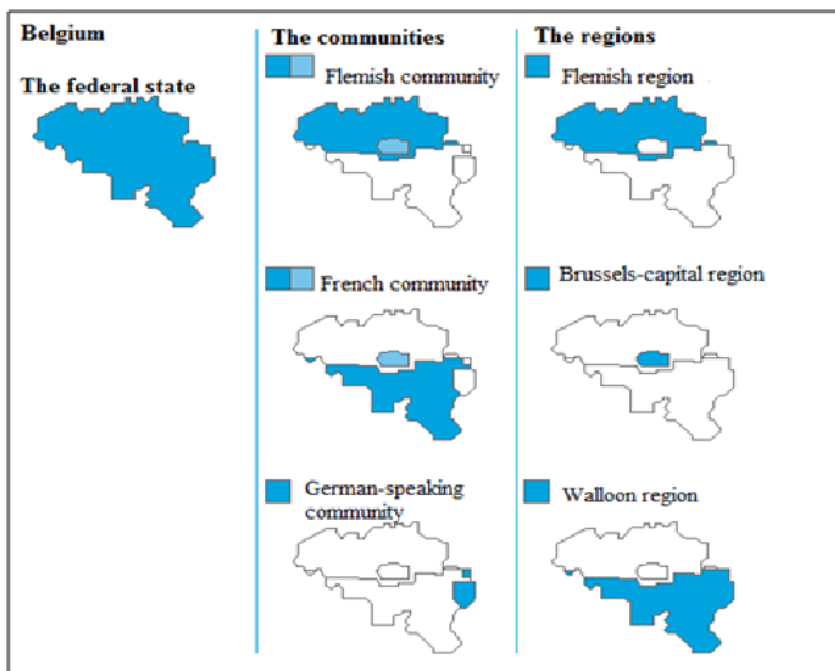 Belgium
The federal state
The communities
Flemish community
French community
German-speaking
community
The regions
Flemish region
Brussels-capital region
Walloon region